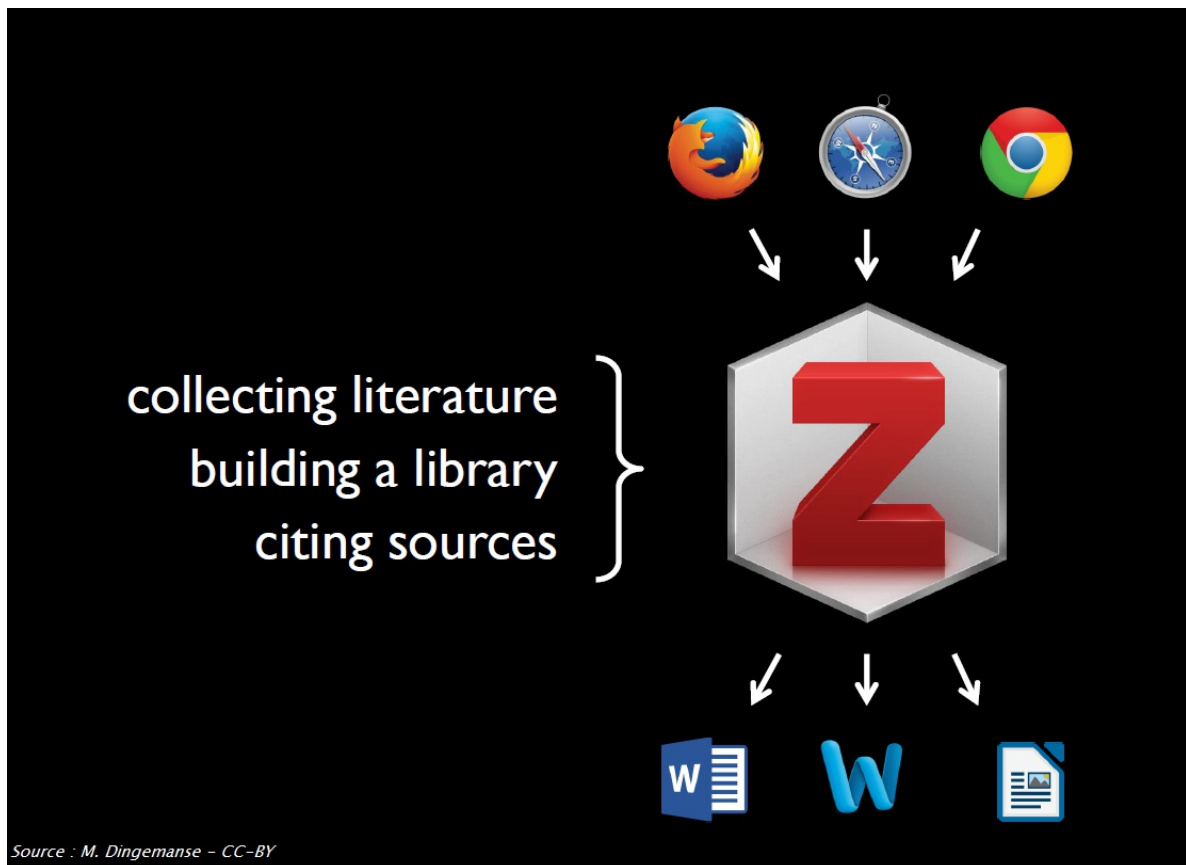 collecting literature
building a library
citing sources
Z
W
W
Source : M. Dingemanse - CC-BY